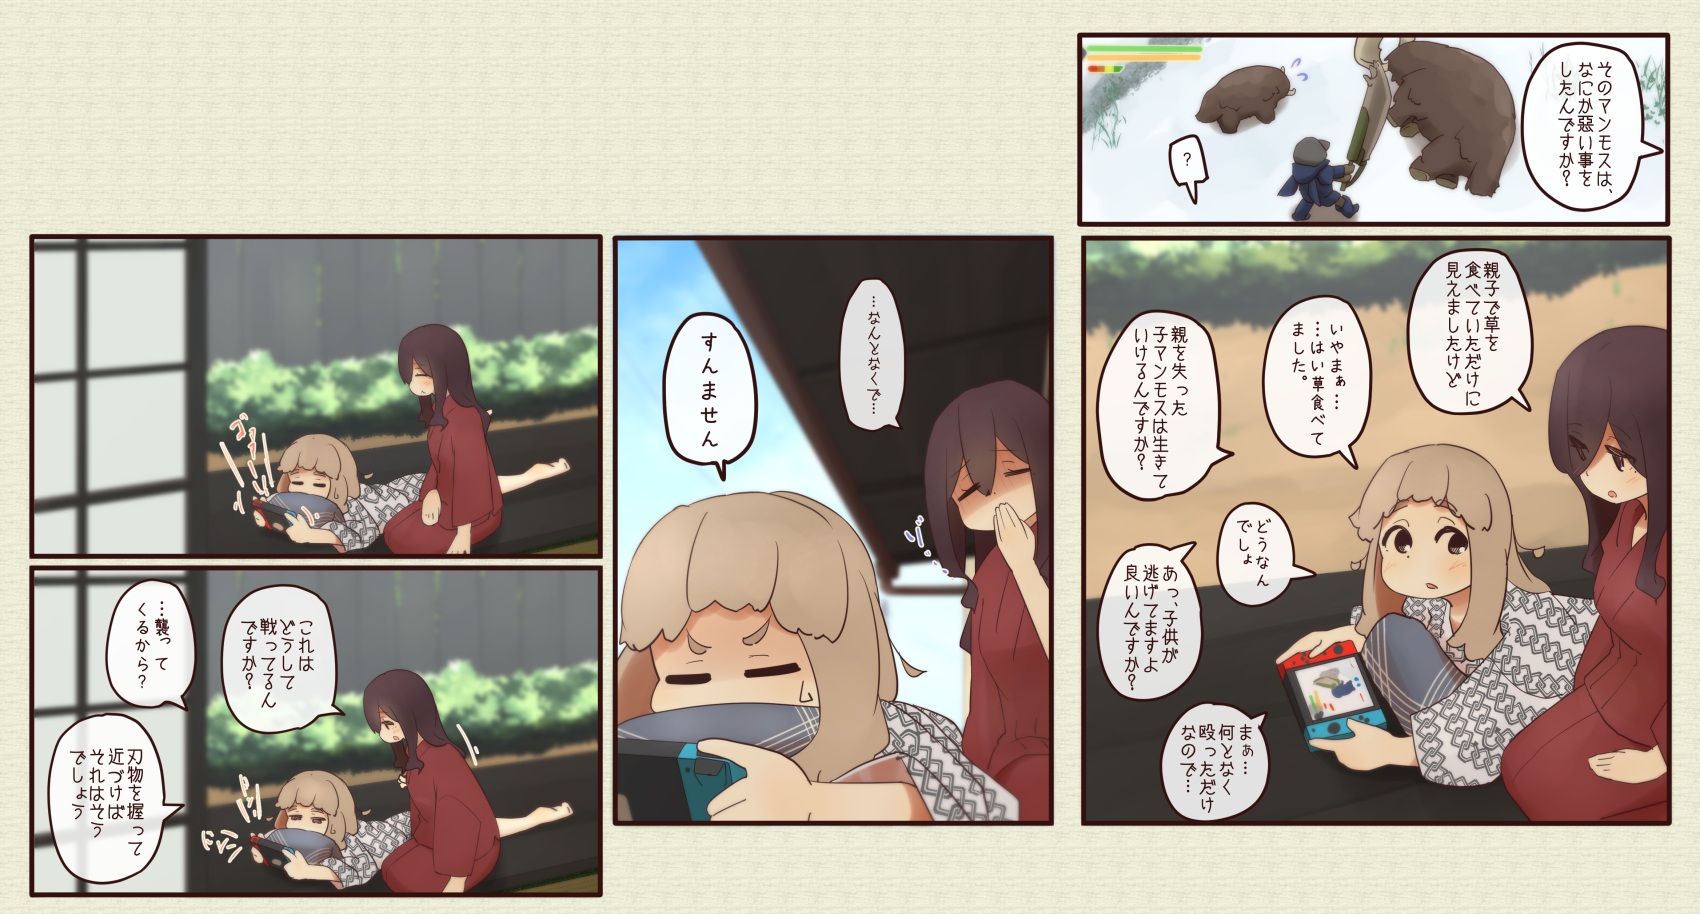 そのマンモスは、
なにか悪い事を
したんですか?
?
親子で草を
食べていただけに
見えましたけど
いやまぁ…
…はい草食べて
ました。
親を失った
子マンモスは生きて
いけるんですか?
どうなん
でしょ
あっ、子供が
逃げてますよ
良いんですか?
まぁ…
何となく
殴っただけ
なので…
…なんとなくで…
すんません
これは
どうして
戦ってるん
ですか?
…襲って
くるから?
刃物を握って
近づけば
それはそう
でしょう